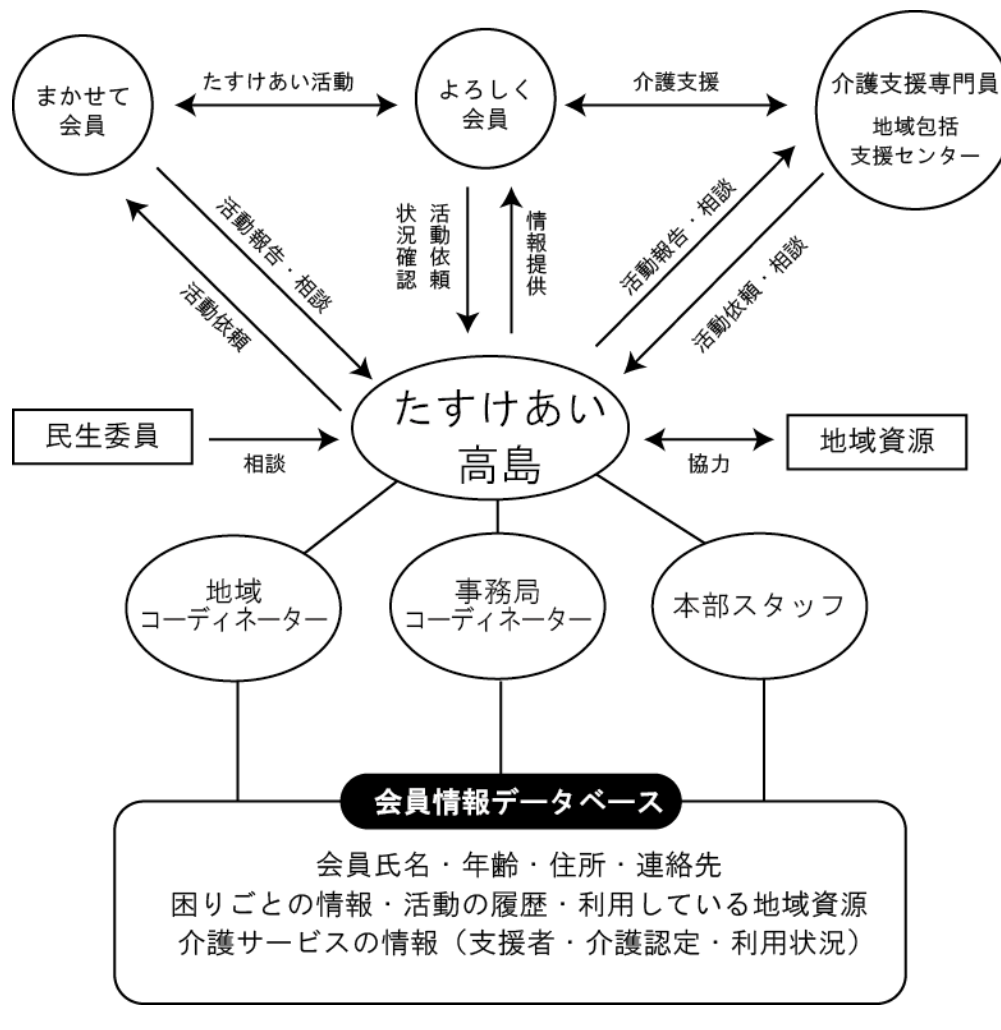 まかせて
会員
たすけあい活動
よろしく
会員
介護支援
介護支援専門員
地域包括
支援センター
活動報告・相談
活動依頼
状況確認
活動依頼
情報提供
活動報告・相談
活動依頼・相談
たすけあい
高島
民生委員
相談
協力
地域資源
地域
コーディネーター
事務局
コーディネーター
本部スタッフ
会員情報データベース
会員氏名・年齢・住所・連絡先
困りごとの情報・活動の履歴・利用している地域資源
介護サービスの情報（支援者・介護認定・利用状況）